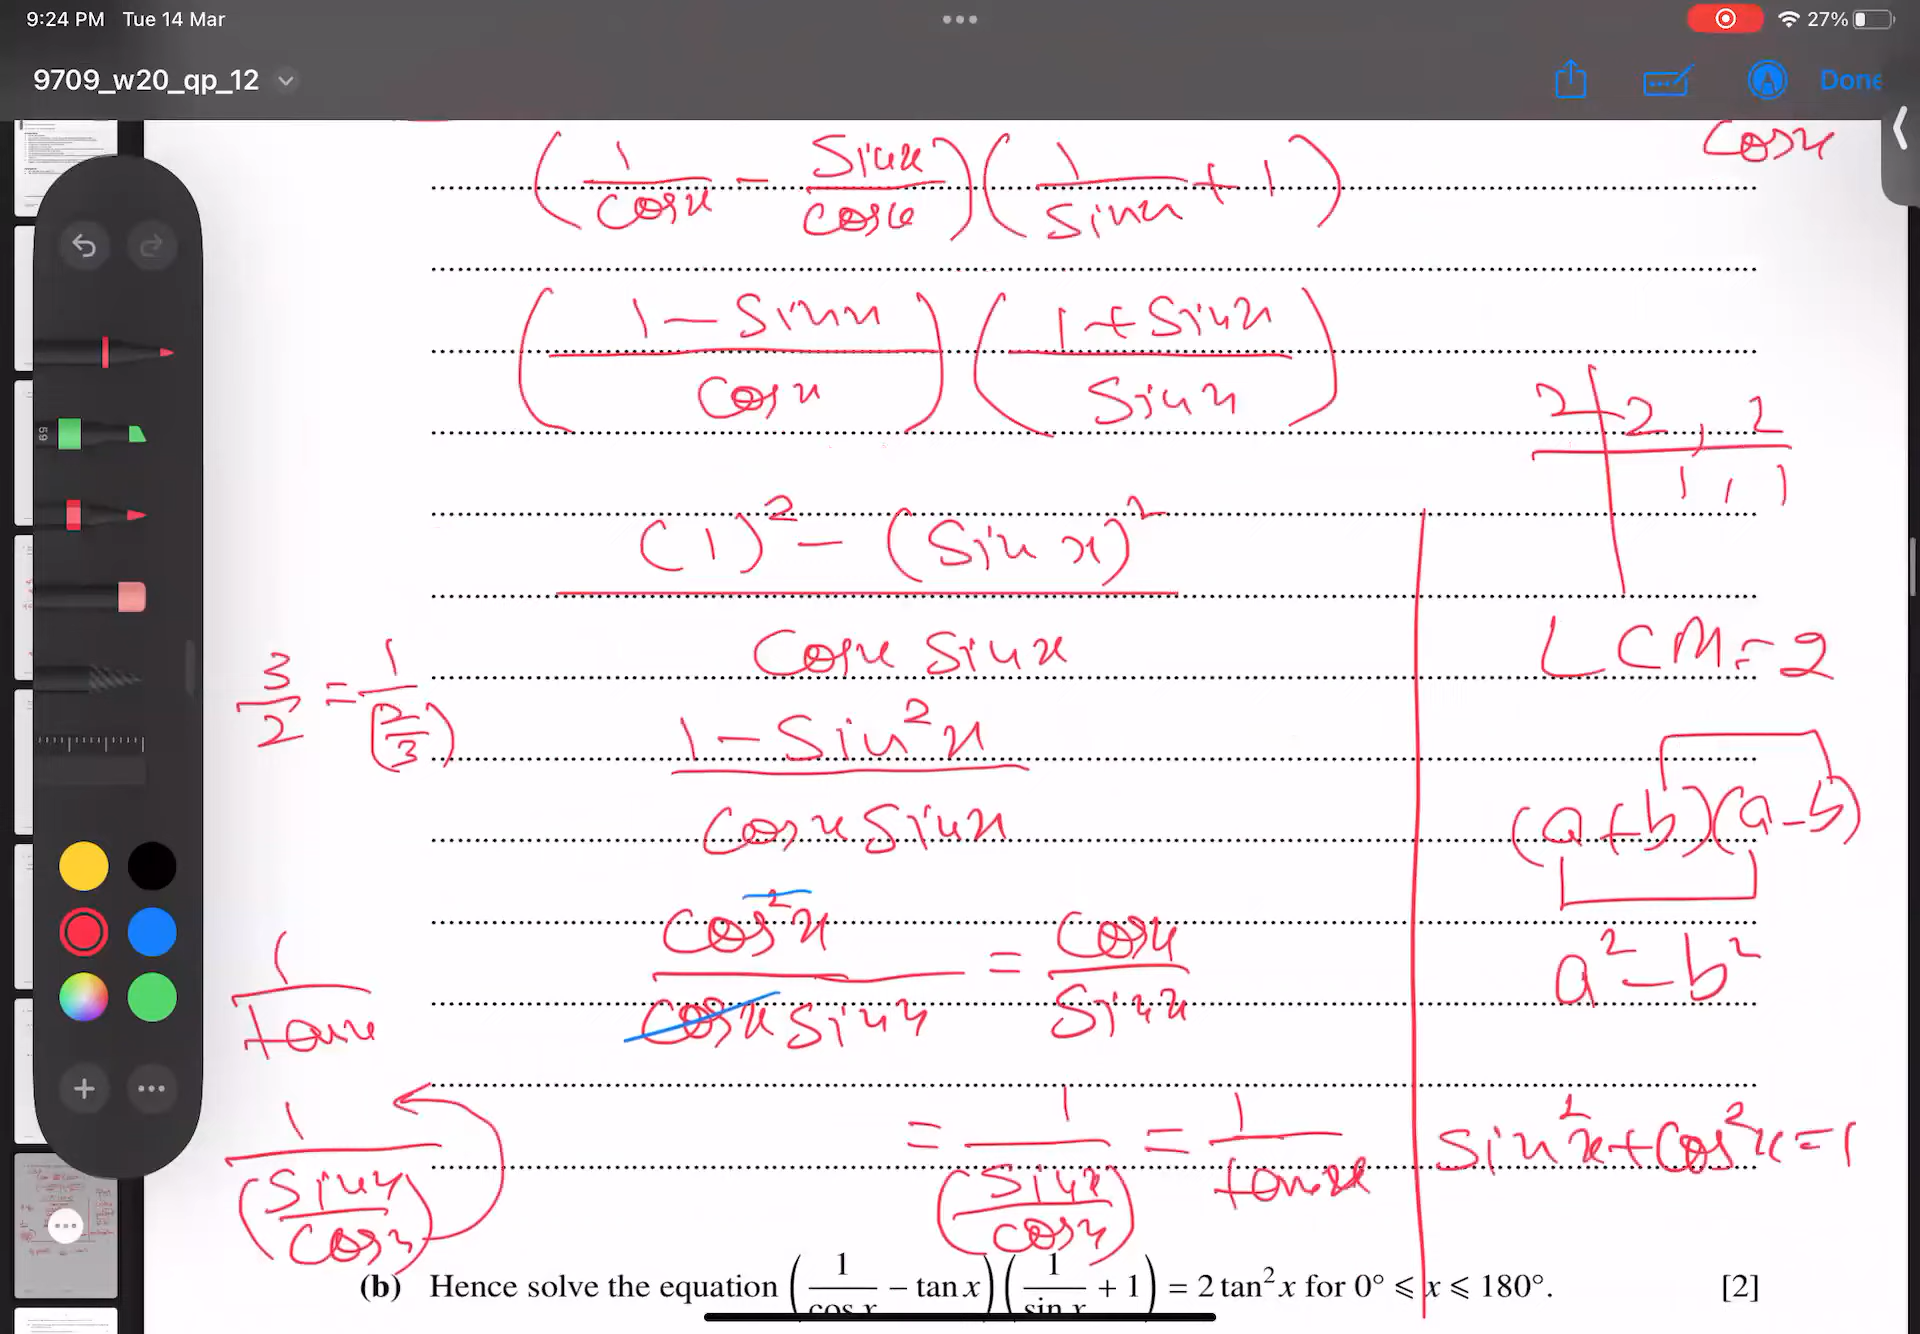 9:24 PM Tue 14 Mar
27%
9709_w20_qp_12
Done
cosx
(1/cosx − sinx/cosx)(1/sinx + 1)
59
((1 − sinx)/cosx)((1 + sinx)/sinx)
2 2, 2
1, 1
((1)² − (sin x)²)/(cosx sinx)
LCM = 2
3/2 = 1/(2/3)
(1 − sin²x)/(cosx sinx)
(a+b)(a−b)
cos²x/(cosx sinx) = cosx/sinx
a² − b²
1/tanx
= 1/(sinx/cosx) = 1/tanx
sin²x + cos²x = 1
1/(sinx/cosx)
(b) Hence solve the equation (1/cos x − tan x)(1/sin x + 1) = 2 tan² x for 0° ⩽ x ⩽ 180°. [2]